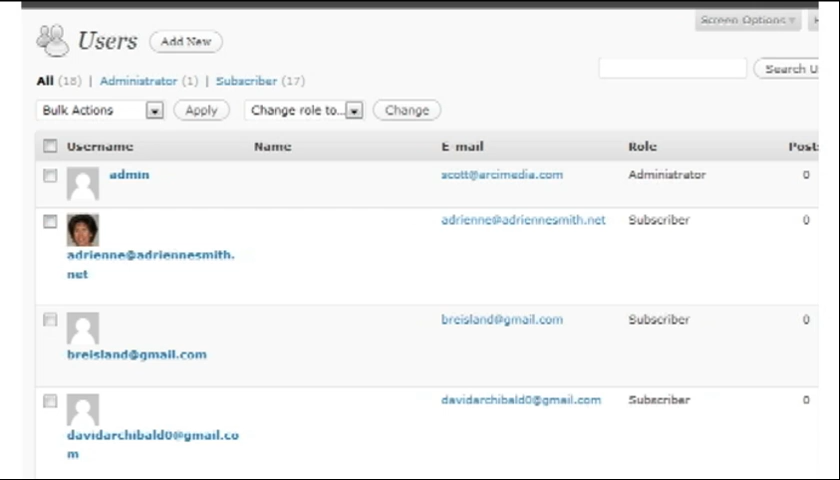 Screen Options
Users Add New
All (18) | Administrator (1) | Subscriber (17)
Search U
Bulk Actions Apply Change role to... Change
Username Name E-mail Role Post
admin scott@arcimedia.com Administrator 0
adrienne@adriennesmith.net Subscriber 0
adrienne@adriennesmith.
net
breisland@gmail.com Subscriber 0
breisland@gmail.com
davidarchibald0@gmail.com Subscriber 0
davidarchibald0@gmail.co
m